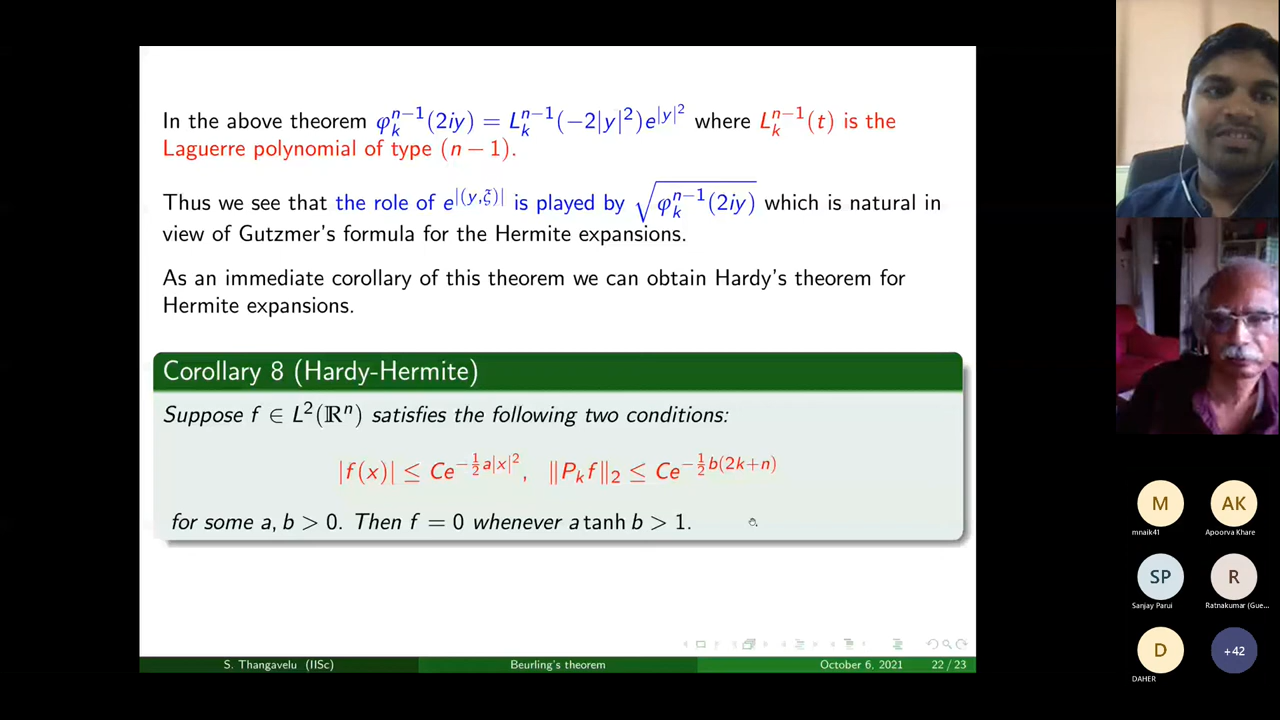 In the above theorem φ_k^{n−1}(2iy) = L_k^{n−1}(−2|y|²)e^{|y|²} where L_k^{n−1}(t) is the
Laguerre polynomial of type (n − 1).
Thus we see that the role of e^{|(y,ξ)|} is played by √(φ_k^{n−1}(2iy)) which is natural in
view of Gutzmer's formula for the Hermite expansions.
As an immediate corollary of this theorem we can obtain Hardy's theorem for
Hermite expansions.
Corollary 8 (Hardy-Hermite)
Suppose f ∈ L²(ℝⁿ) satisfies the following two conditions:
|f(x)| ≤ Ce^{−½a|x|²}, ‖P_k f‖₂ ≤ Ce^{−½b(2k+n)}
for some a, b > 0. Then f = 0 whenever a tanh b > 1.
S. Thangavelu (IISc) Beurling's theorem October 6, 2021 22 / 23
M AK
mnaik41 Apoorva Khare
SP R
Sanjay Parui Ratnakumar (Gue...
D +42
DAHER